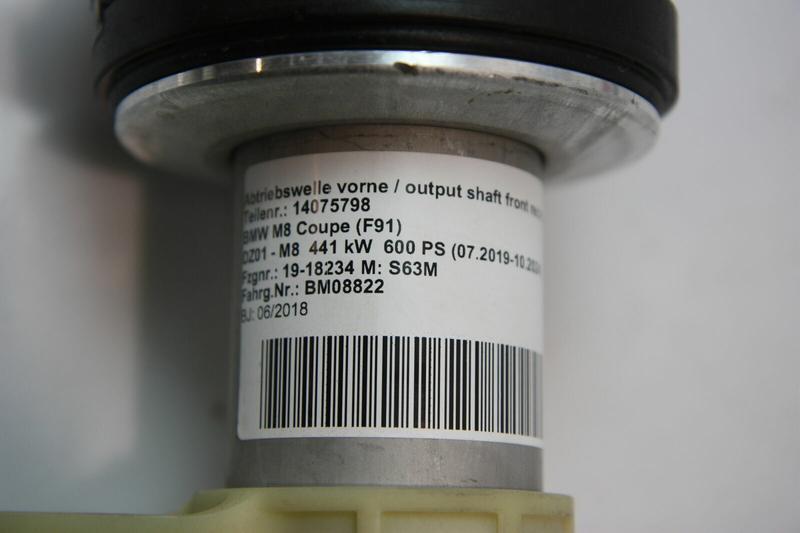 Abtriebswelle vorne / output shaft front
Teilenr.: 14075798
BMW M8 Coupe (F91)
DZ01 - M8 441 kW 600 PS (07.2019-10.2024
Fzgnr.: 19-18234 M: S63M
Fahrg.Nr.: BM08822
BJ: 06/2018